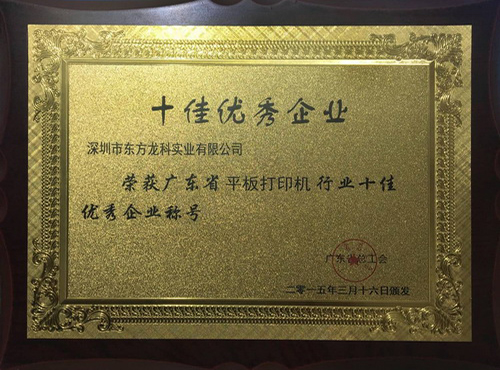 十佳优秀企业
深圳市东方龙科实业有限公司
荣获广东省平板打印机行业十佳
优秀企业称号
广东省总工会
二零一五年三月十六日颁发